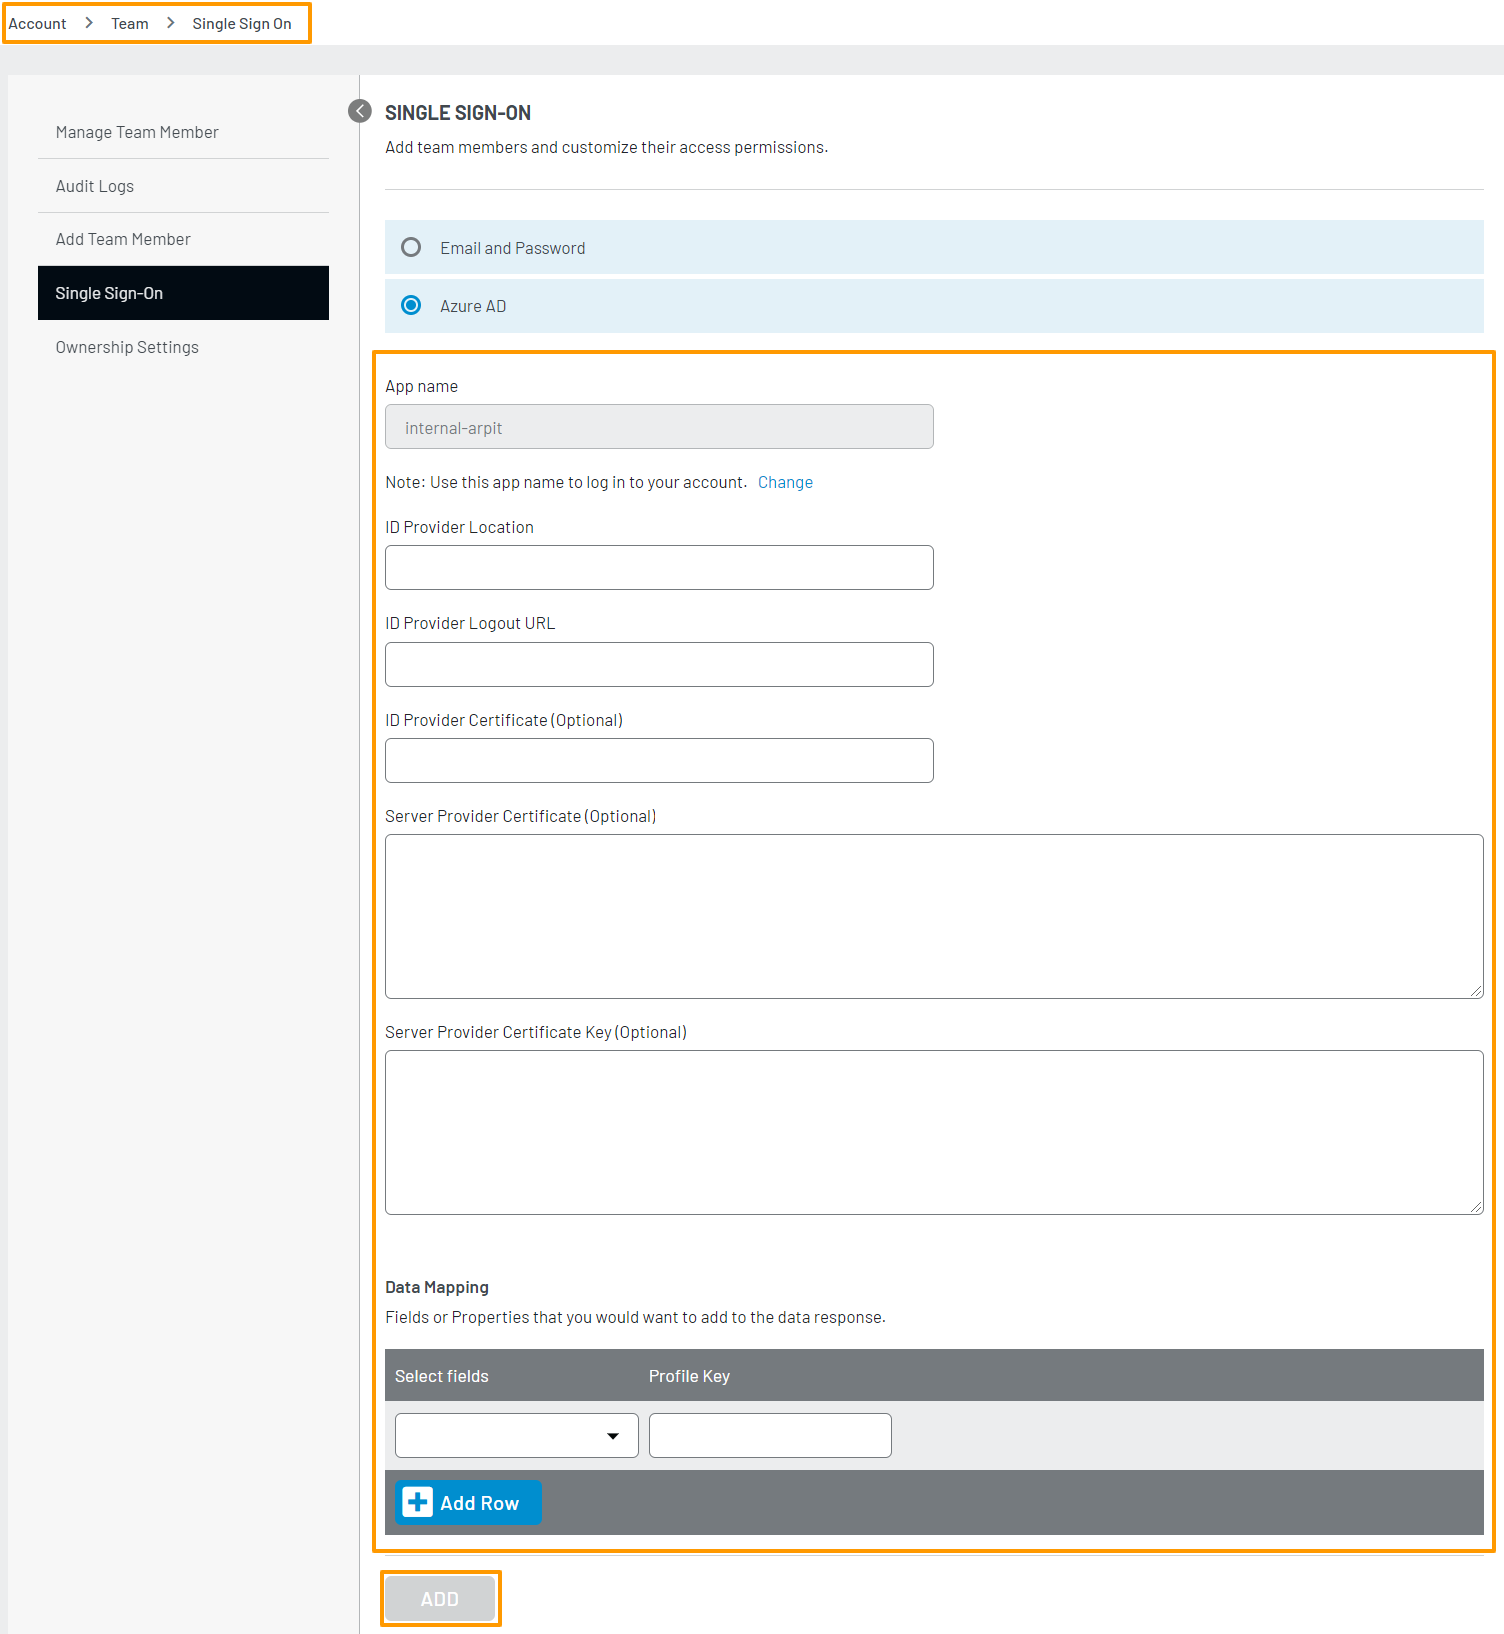 Account > Team > Single Sign On
Manage Team Member
Audit Logs
Add Team Member
Single Sign-On
Ownership Settings
SINGLE SIGN-ON
Add team members and customize their access permissions.
Email and Password
Azure AD
App name
internal-arpit
Note: Use this app name to log in to your account. Change
ID Provider Location
ID Provider Logout URL
ID Provider Certificate (Optional)
Server Provider Certificate (Optional)
Server Provider Certificate Key (Optional)
Data Mapping
Fields or Properties that you would want to add to the data response.
Select fields Profile Key
Add Row
ADD